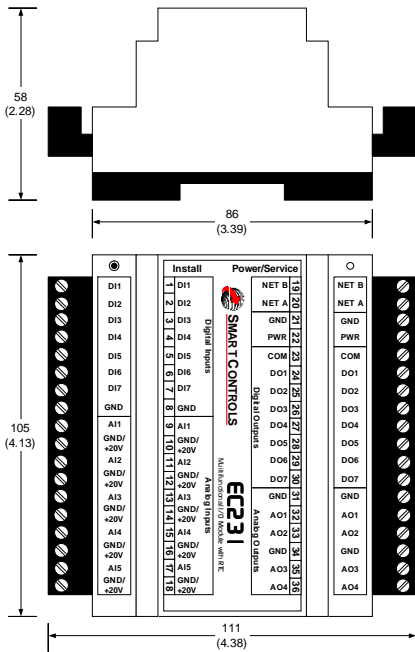 58
(2.28)
86
(3.39)
105
(4.13)
Install
Power/Service
DI1
DI2
DI3
DI4
DI5
DI6
DI7
GND
AI1
GND/
+20V
AI2
GND/
+20V
AI3
GND/
+20V
AI4
GND/
+20V
AI5
GND/
+20V
1 DI1
2 DI2
3 DI3
4 DI4
5 DI5
6 DI6
7 DI7
8 GND
9 AI1
10 GND/
+20V
11 AI2
12 GND/
+20V
13 AI3
14 GND/
+20V
15 AI4
16 GND/
+20V
17 AI5
18 GND/
+20V
Digital Inputs
Analog Inputs
SMART CONTROLS
EC231
Multifunctional I/O Module with RTC
Digital Outputs
Analog Outputs
NET B 19
NET A 20
GND 21
PWR 22
COM 23
DO1 24
DO2 25
DO3 26
DO4 27
DO5 28
DO6 29
DO7 30
GND 31
AO1 32
AO2 33
GND 34
AO3 35
AO4 36
NET B
NET A
GND
PWR
COM
DO1
DO2
DO3
DO4
DO5
DO6
DO7
GND
AO1
AO2
GND
AO3
AO4
111
(4.38)